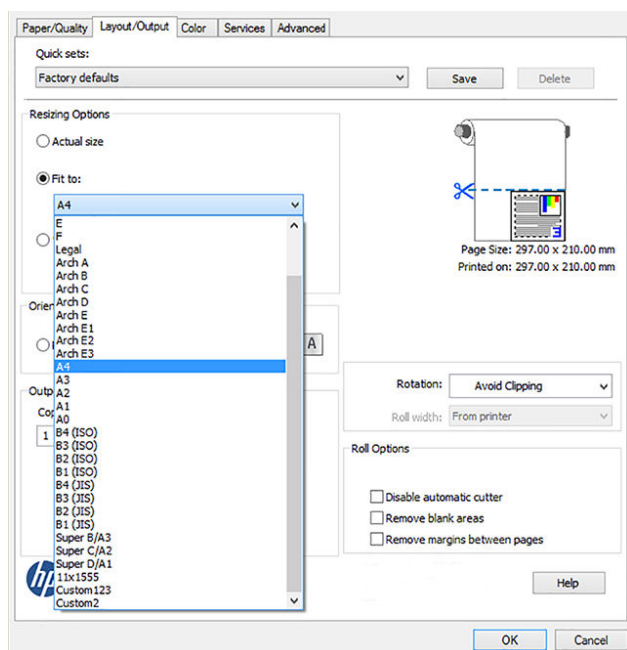 Paper/Quality Layout/Output Color Services Advanced
Quick sets:
Factory defaults Save Delete
Resizing Options
Actual size
Fit to:
A4
E
F
Legal
Arch A
Arch B
Arch C
Arch D
Arch E
Arch E1
Arch E2
Arch E3
A4
A3
A2
A1
A0
B4 (ISO)
B3 (ISO)
B2 (ISO)
B1 (ISO)
B4 (JIS)
B3 (JIS)
B2 (JIS)
B1 (JIS)
Super B/A3
Super C/A2
Super D/A1
11x1555
Custom123
Custom2
Orien
A
Outp
Cop
1
E
Page Size: 297.00 x 210.00 mm
Printed on: 297.00 x 210.00 mm
Rotation: Avoid Clipping
Roll width: From printer
Roll Options
Disable automatic cutter
Remove blank areas
Remove margins between pages
hp
Help
OK Cancel